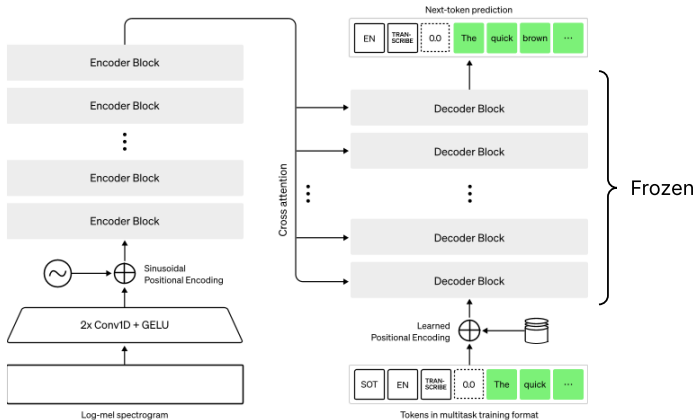 Next-token prediction
EN TRAN-SCRIBE 0.0 The quick brown ...
Encoder Block
Encoder Block
Encoder Block
Encoder Block
Sinusoidal
Positional Encoding
2x Conv1D + GELU
Log-mel spectrogram
Cross attention
Decoder Block
Decoder Block
Decoder Block
Decoder Block
Frozen
Learned
Positional Encoding
SOT EN TRAN-SCRIBE 0.0 The quick ...
Tokens in multitask training format